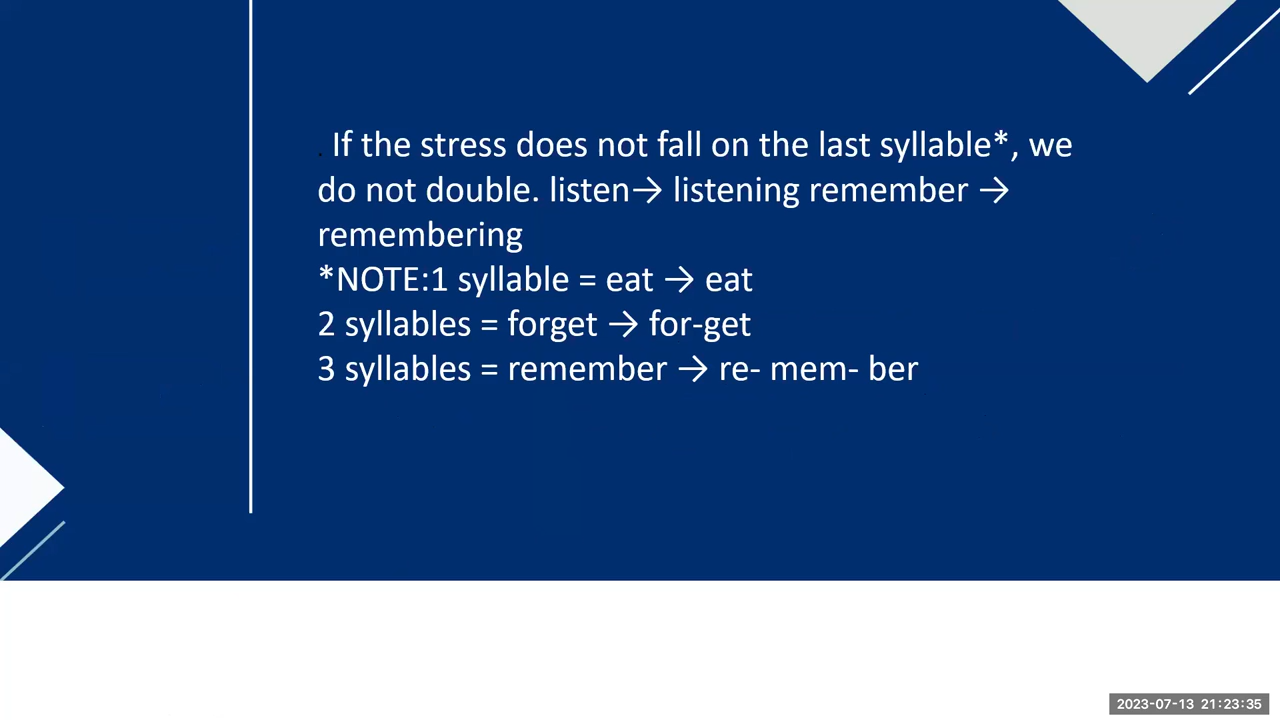 . If the stress does not fall on the last syllable*, we
do not double. listen→ listening remember →
remembering
*NOTE:1 syllable = eat → eat
2 syllables = forget → for-get
3 syllables = remember → re- mem- ber
2023-07-13 21:23:35